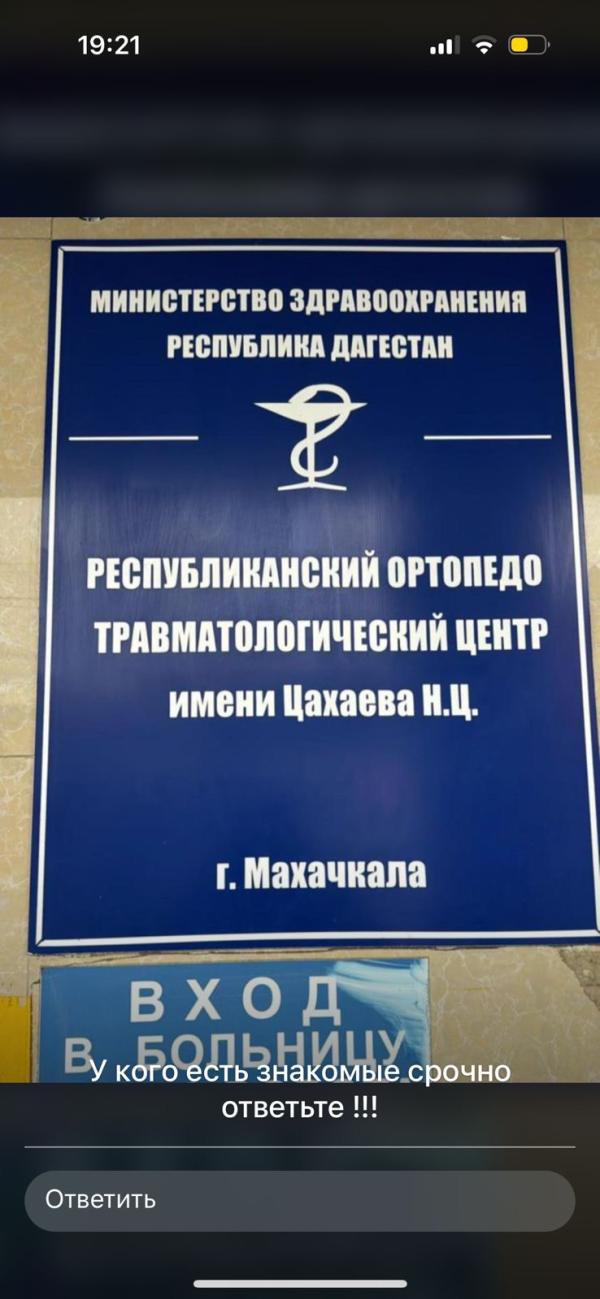 19:21
МИНИСТЕРСТВО ЗДРАВООХРАНЕНИЯ
РЕСПУБЛИКА ДАГЕСТАН
РЕСПУБЛИКАНСКИЙ ОРТОПЕДО
ТРАВМАТОЛОГИЧЕСКИЙ ЦЕНТР
имени Цахаева Н.Ц.
г. Махачкала
ВХОД
В БОЛЬНИЦУ
У кого есть знакомые срочно
ответьте !!!
Ответить